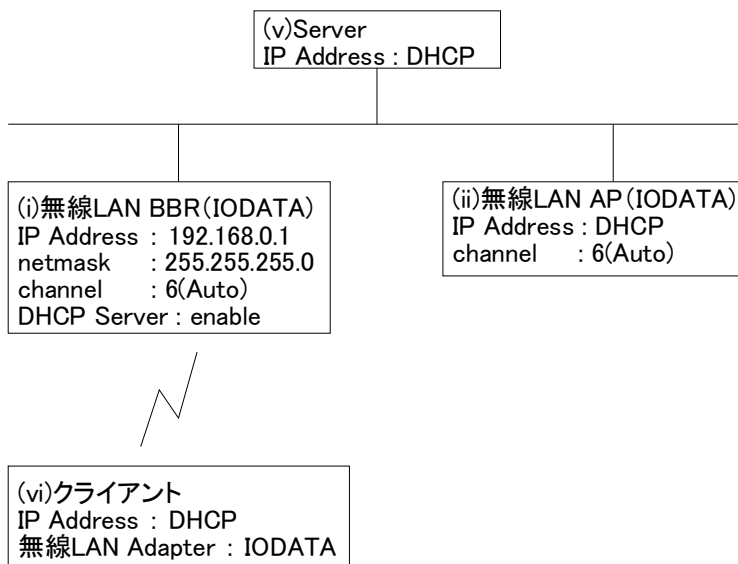 (v)Server
IP Address : DHCP
(i)無線LAN BBR(IODATA)
IP Address : 192.168.0.1
netmask : 255.255.255.0
channel : 6(Auto)
DHCP Server : enable
(ii)無線LAN AP(IODATA)
IP Address : DHCP
channel : 6(Auto)
(vi)クライアント
IP Address : DHCP
無線LAN Adapter : IODATA